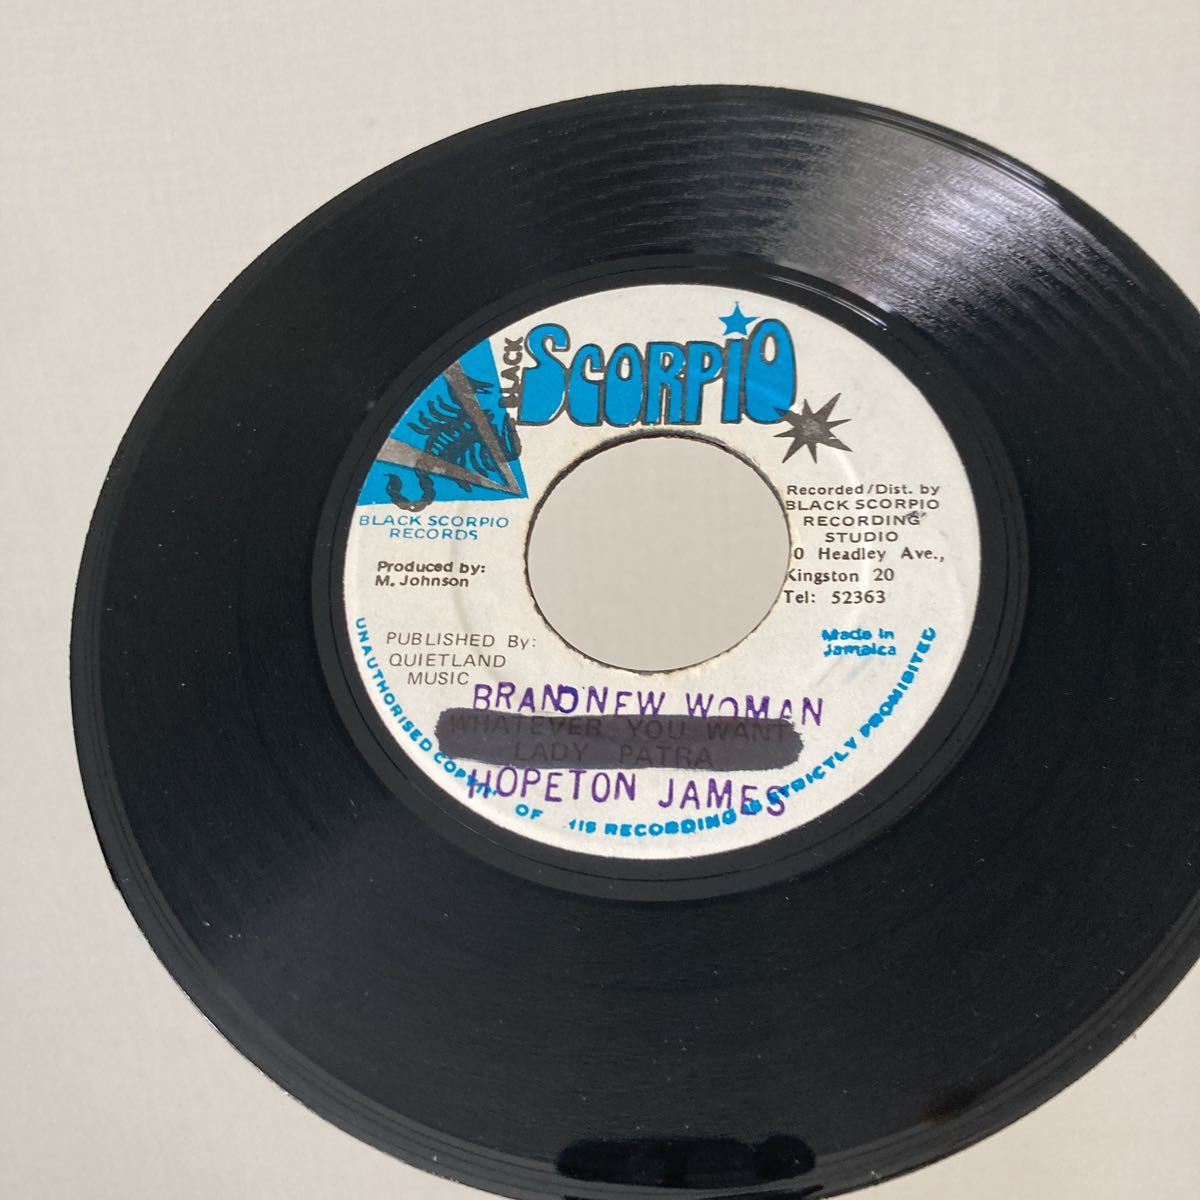 BLACK
SCORPIO
BLACK SCORPIO
RECORDS
Produced by:
M. Johnson
PUBLISHED By:
QUIETLAND
MUSIC
Recorded/Dist. by
BLACK SCORPIO
RECORDING
STUDIO
0 Headley Ave.,
Kingston 20
Tel: 52363
Made in
Jamaica
BRANDNEW WOMAN
WHATEVER YOU WANT
LADY PATRA
HOPETON JAMES
UNAUTHORISED OF RECORDING STRICTLY PROHIBITED